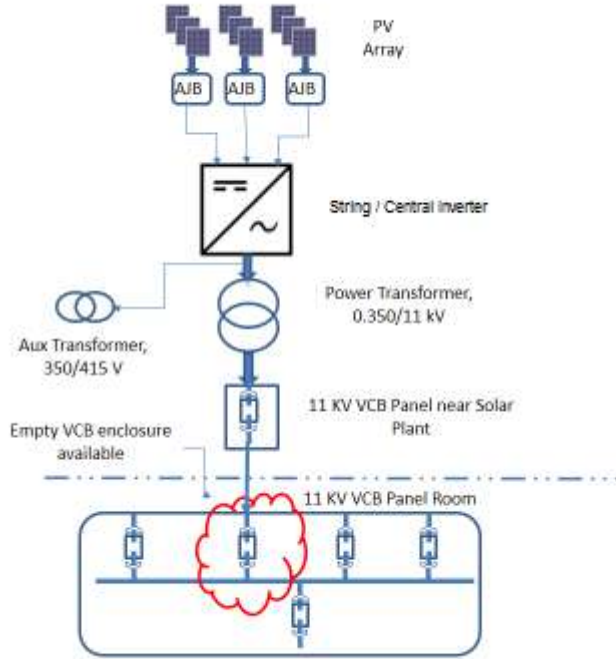 PV
Array
AJB
AJB
AJB
String / Central Inverter
Power Transformer,
0.350/11 kV
Aux Transformer,
350/415 V
11 KV VCB Panel near Solar
Plant
Empty VCB enclosure
available
11 KV VCB Panel Room